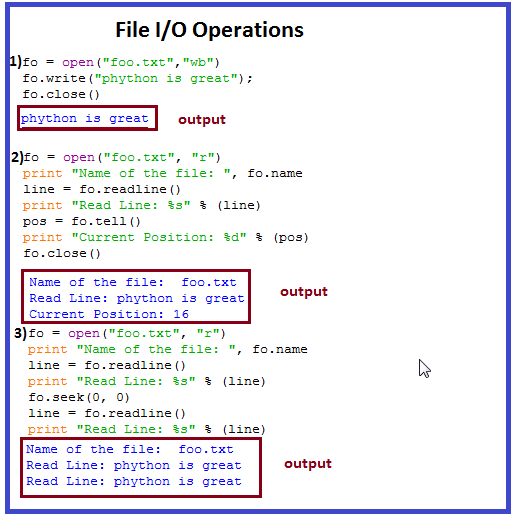 File I/O Operations
1)fo = open("foo.txt","wb")
fo.write("phython is great");
fo.close()
phython is great output
2)fo = open("foo.txt", "r")
print "Name of the file: ", fo.name
line = fo.readline()
print "Read Line: %s" % (line)
pos = fo.tell()
print "Current Position: %d" % (pos)
fo.close()
Name of the file:  foo.txt
Read Line: phython is great output
Current Position: 16
3)fo = open("foo.txt", "r")
print "Name of the file: ", fo.name
line = fo.readline()
print "Read Line: %s" % (line)
fo.seek(0, 0)
line = fo.readline()
print "Read Line: %s" % (line)
Name of the file:  foo.txt
Read Line: phython is great output
Read Line: phython is great